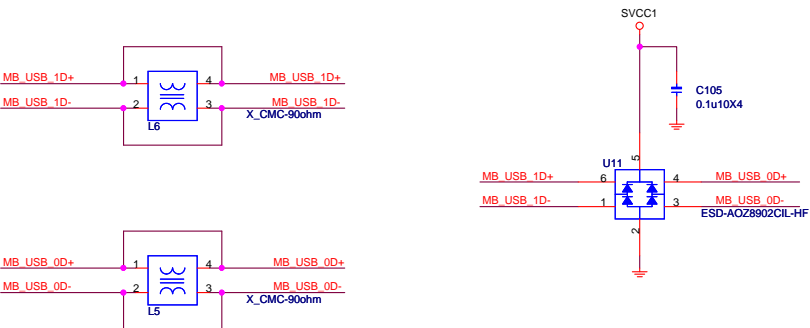 SVCC1
MB_USB_1D+ 1 4 MB_USB_1D+
MB_USB_1D- 2 3 MB_USB_1D-
X_CMC-90ohm
L6
C105
0.1u10X4
U11 5
MB_USB_1D+ 6 4 MB_USB_0D+
MB_USB_1D- 1 3 MB_USB_0D-
ESD-AOZ8902CIL-HF
2
MB_USB_0D+ 1 4 MB_USB_0D+
MB_USB_0D- 2 3 MB_USB_0D-
X_CMC-90ohm
L5